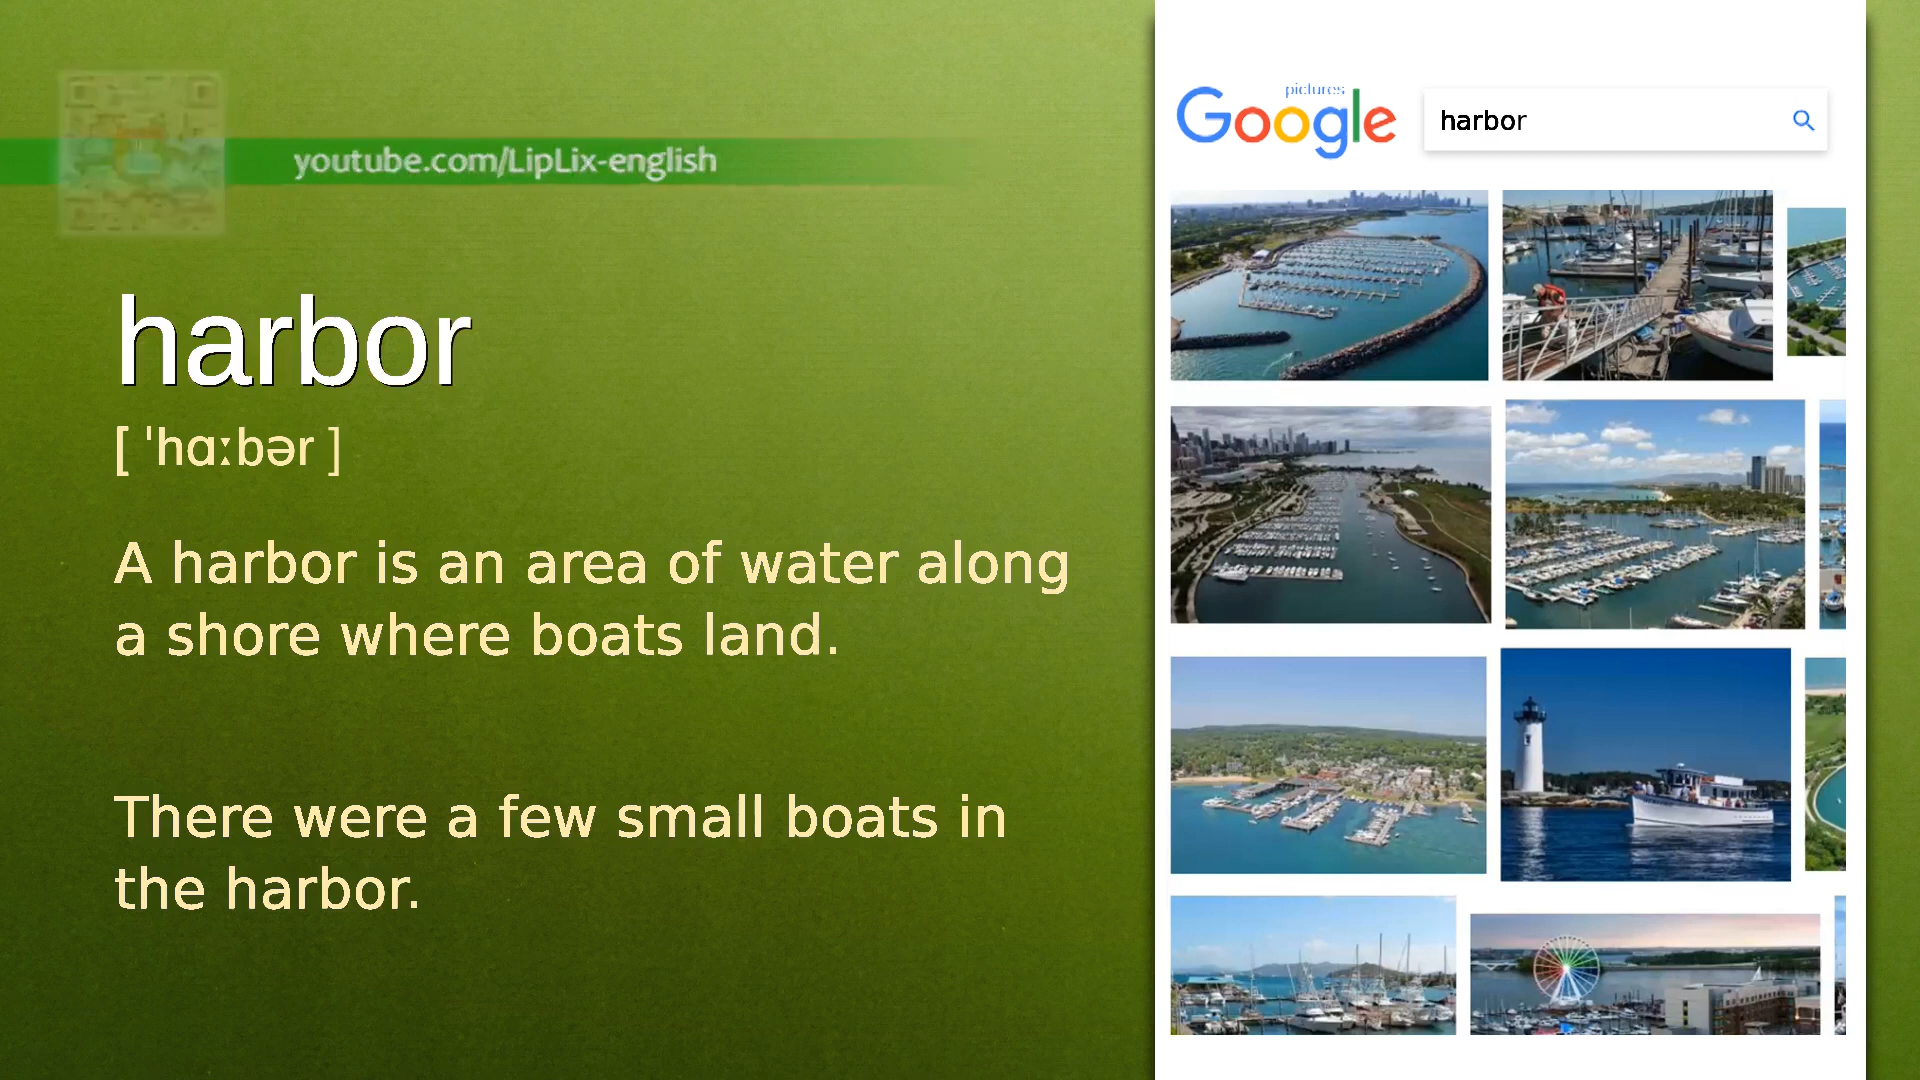 youtube.com/LipLix-english
harbor
[ ˈhɑːbər ]
A harbor is an area of water along
a shore where boats land.
There were a few small boats in
the harbor.
pictures
Google
harbor